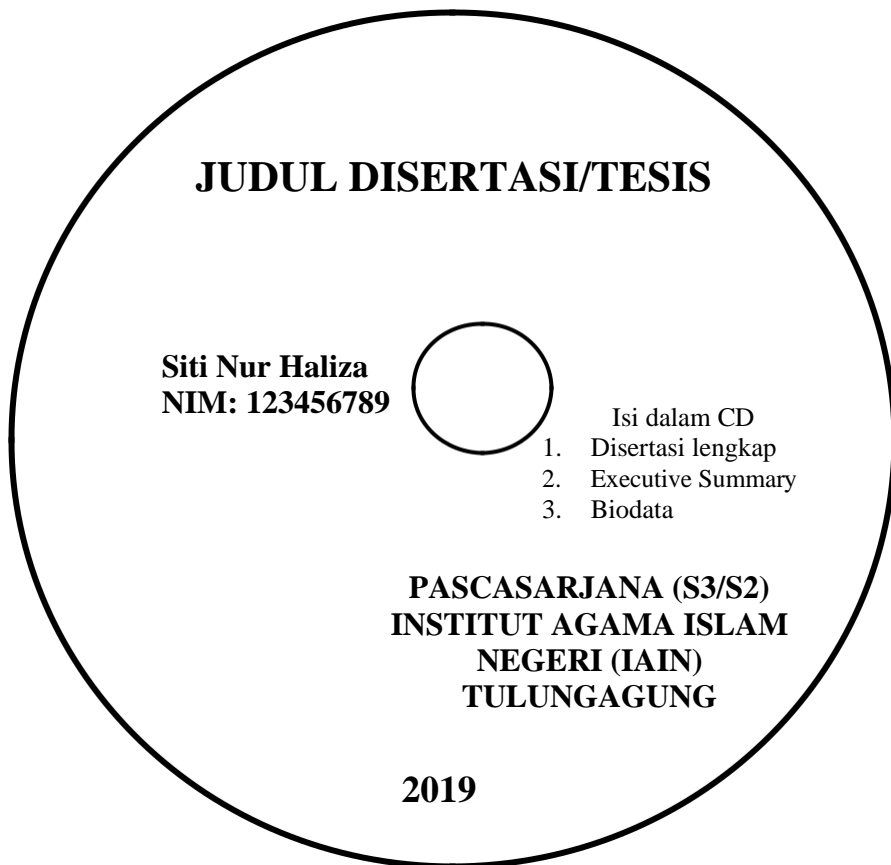 JUDUL DISERTASI/TESIS
Siti Nur Haliza
NIM: 123456789
Isi dalam CD
1. Disertasi lengkap
2. Executive Summary
3. Biodata
PASCASARJANA (S3/S2)
INSTITUT AGAMA ISLAM
NEGERI (IAIN)
TULUNGAGUNG
2019